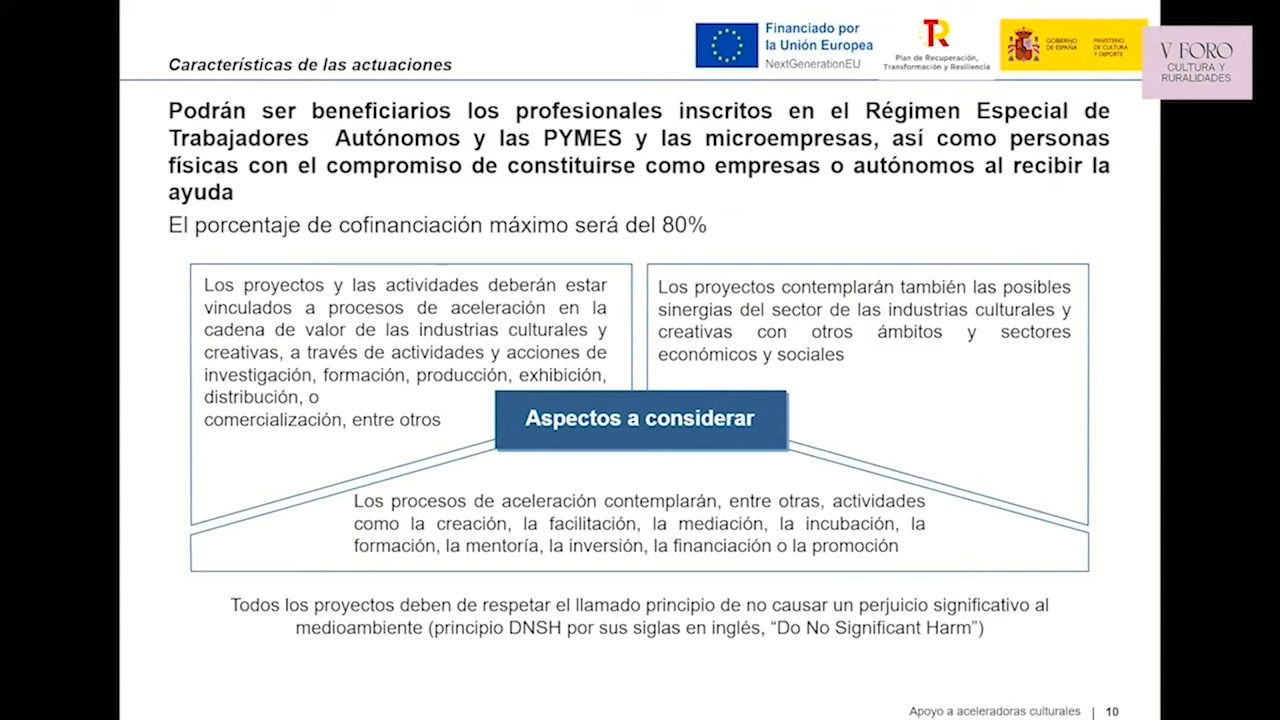 Características de las actuaciones
Financiado por
la Unión Europea
NextGenerationEU
TR
Plan de Recuperación,
Transformación y Resiliencia
GOBIERNO
DE ESPAÑA
MINISTERIO
DE CULTURA
Y DEPORTE
V FORO
CULTURA Y
RURALIDADES
Podrán ser beneficiarios los profesionales inscritos en el Régimen Especial de
Trabajadores Autónomos y las PYMES y las microempresas, así como personas
físicas con el compromiso de constituirse como empresas o autónomos al recibir la
ayuda
El porcentaje de cofinanciación máximo será del 80%
Los proyectos y las actividades deberán estar
vinculados a procesos de aceleración en la
cadena de valor de las industrias culturales y
creativas, a través de actividades y acciones de
investigación, formación, producción, exhibición,
distribución, o
comercialización, entre otros
Los proyectos contemplarán también las posibles
sinergias del sector de las industrias culturales y
creativas con otros ámbitos y sectores
económicos y sociales
Aspectos a considerar
Los procesos de aceleración contemplarán, entre otras, actividades
como la creación, la facilitación, la mediación, la incubación, la
formación, la mentoría, la inversión, la financiación o la promoción
Todos los proyectos deben de respetar el llamado principio de no causar un perjuicio significativo al
medioambiente (principio DNSH por sus siglas en inglés, “Do No Significant Harm”)
Apoyo a aceleradoras culturales | 10